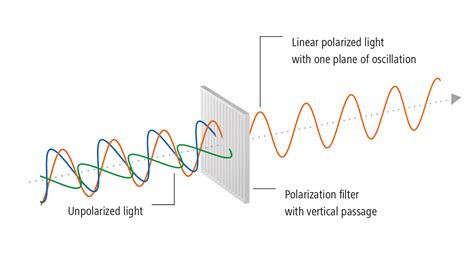 Linear polarized light
with one plane of oscillation
Unpolarized light
Polarization filter
with vertical passage